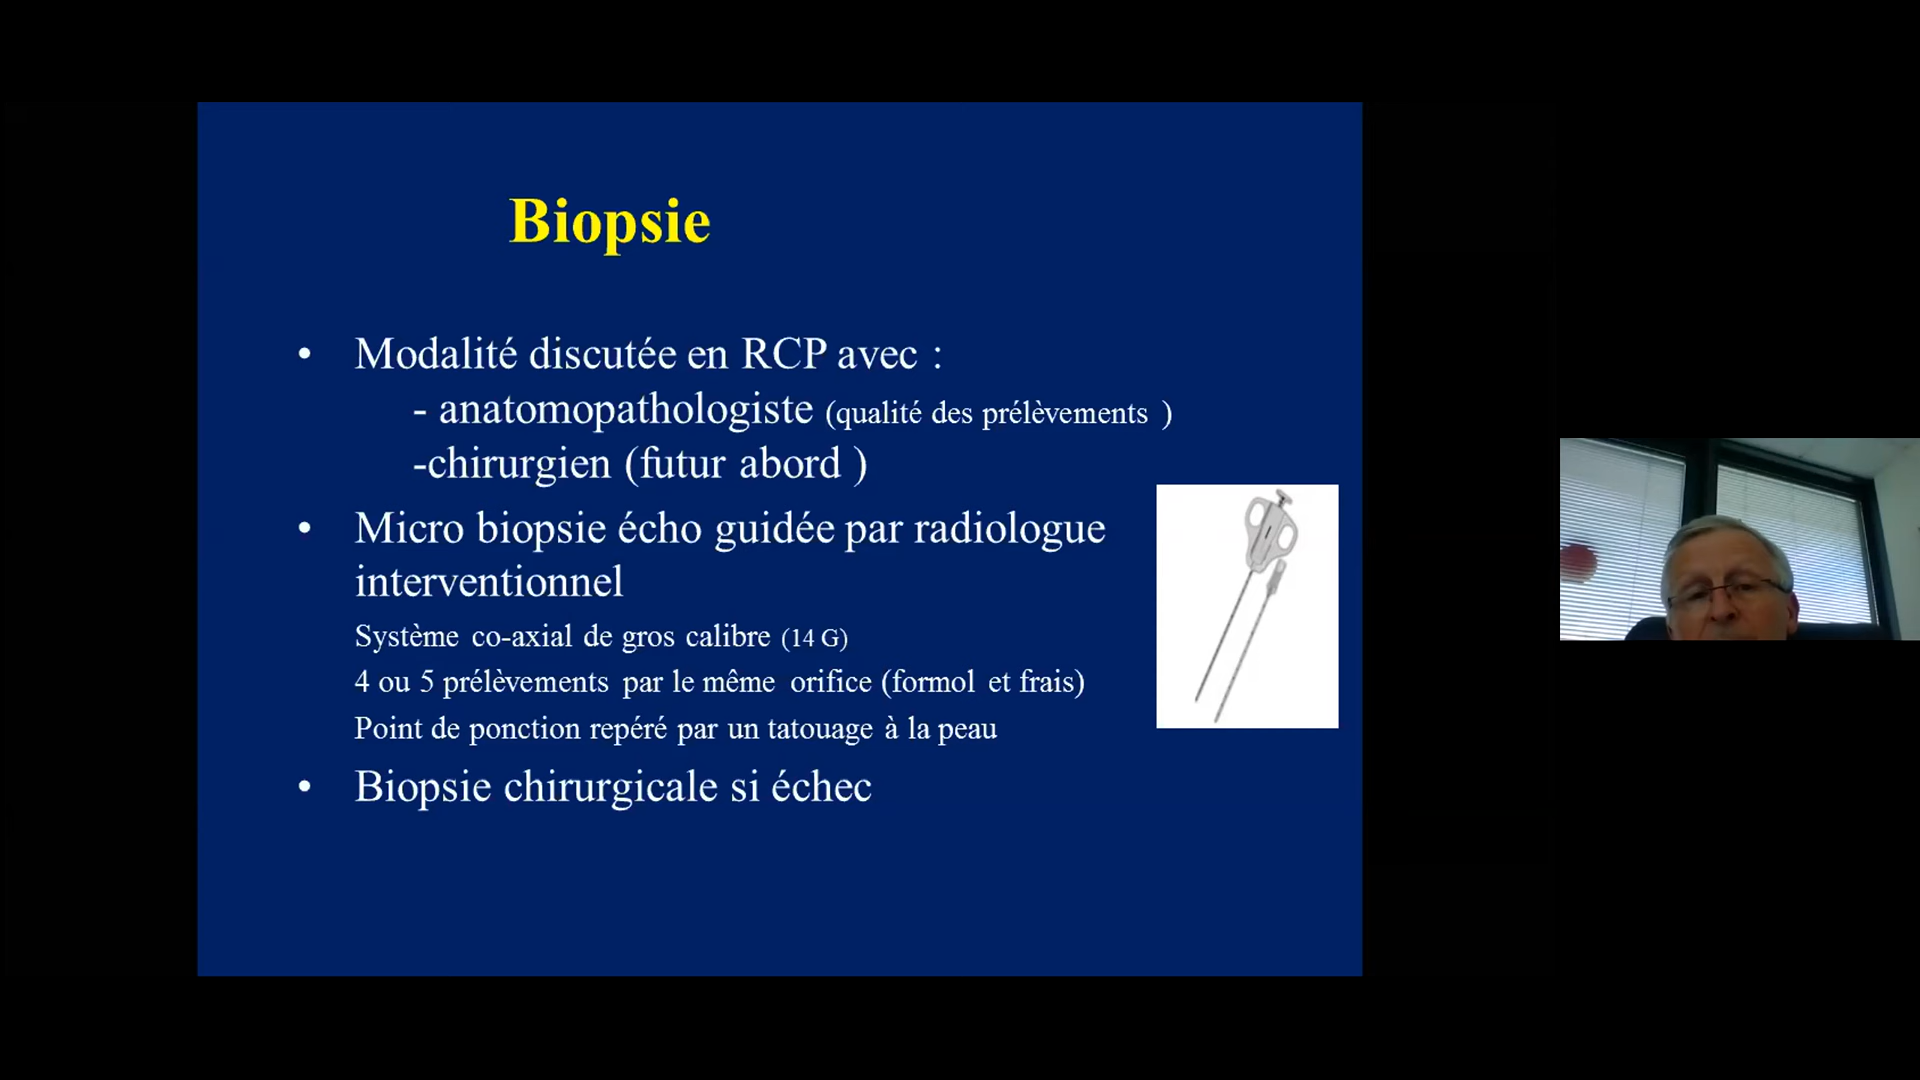 Biopsie
• Modalité discutée en RCP avec :
- anatomopathologiste (qualité des prélèvements )
-chirurgien (futur abord )
• Micro biopsie écho guidée par radiologue
interventionnel
Système co-axial de gros calibre (14 G)
4 ou 5 prélèvements par le même orifice (formol et frais)
Point de ponction repéré par un tatouage à la peau
• Biopsie chirurgicale si échec